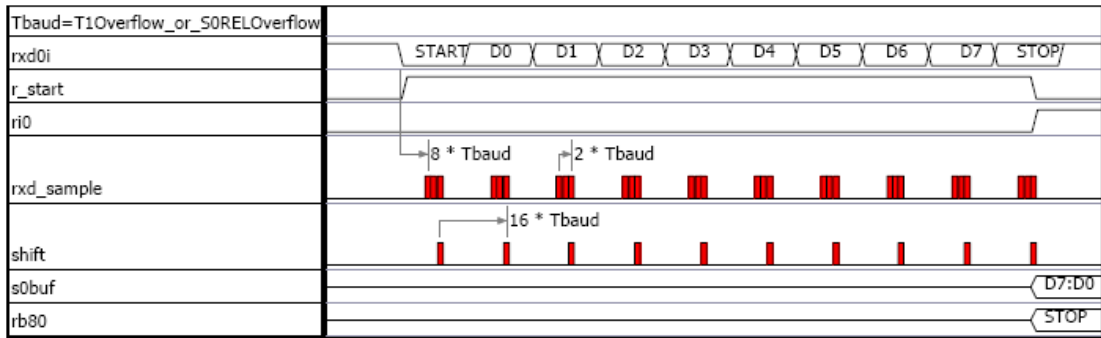 Tbaud=T1Overflow_or_S0RELOverflow
rxd0i START D0 D1 D2 D3 D4 D5 D6 D7 STOP
r_start
ri0
8 * Tbaud 2 * Tbaud
rxd_sample
16 * Tbaud
shift
s0buf D7:D0
rb80 STOP